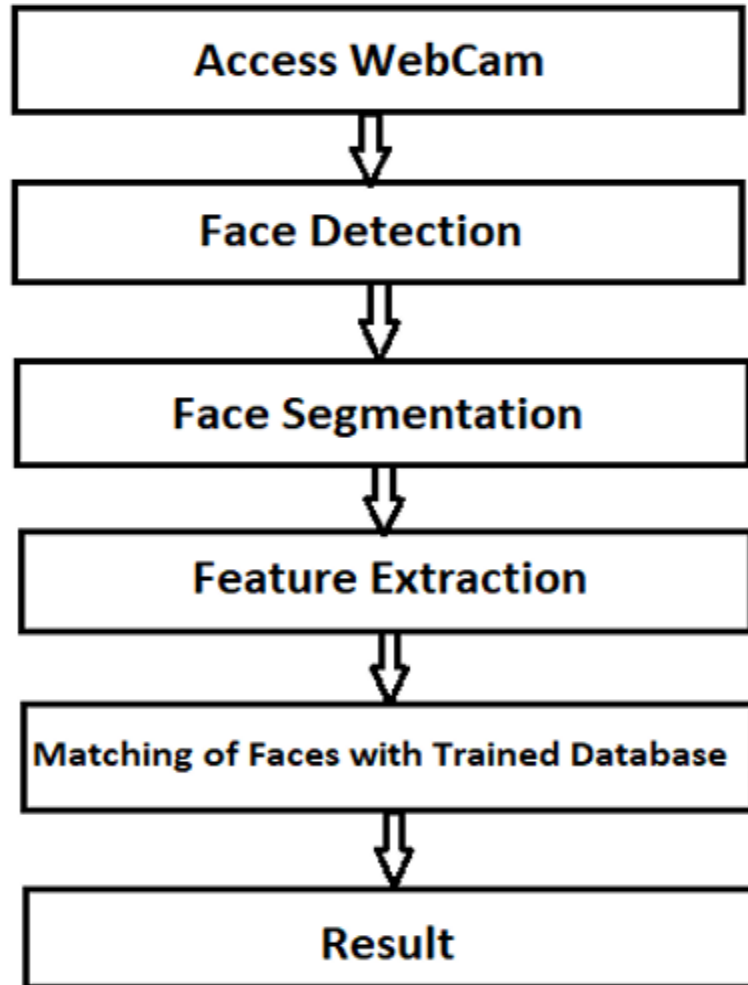 Access WebCam
Face Detection
Face Segmentation
Feature Extraction
Matching of Faces with Trained Database
Result